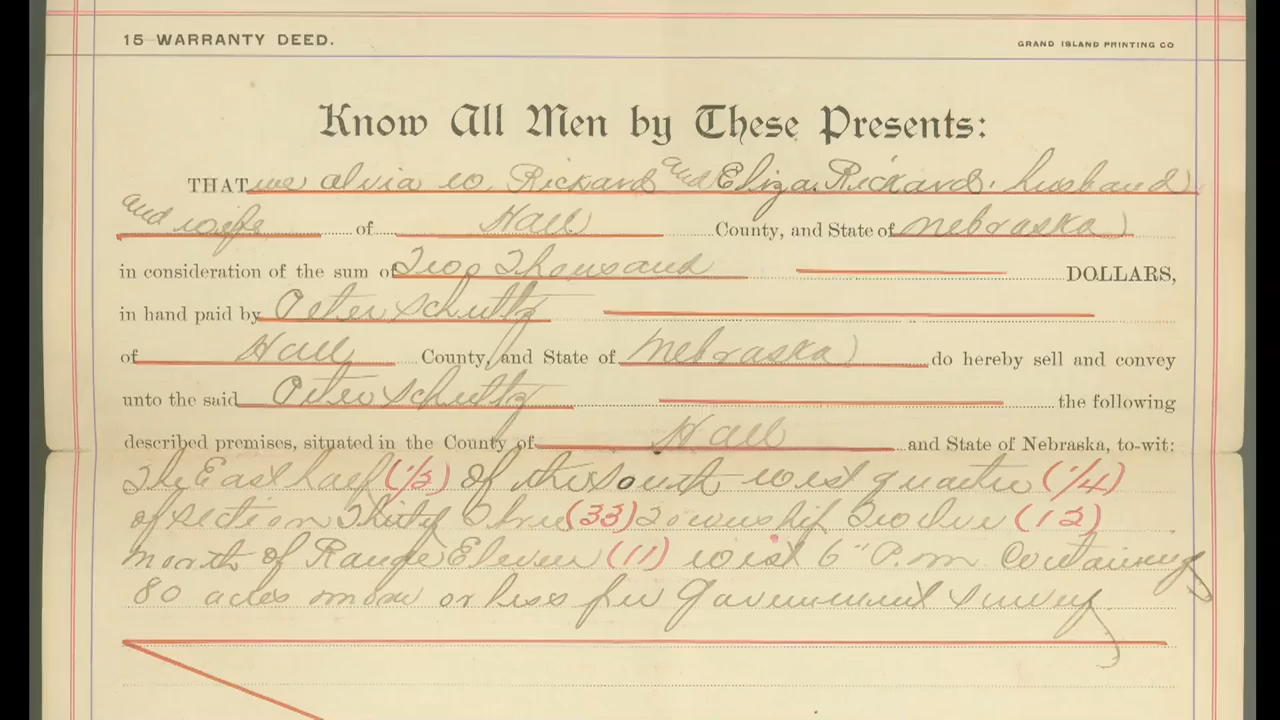 15 WARRANTY DEED.
GRAND ISLAND PRINTING CO
Know All Men by These Presents:
THAT we alvia w Rickard and Eliza Rickard, husband
and wife of Hall County, and State of Nebraska
in consideration of the sum of Two Thousand DOLLARS,
in hand paid by Peter Schultz
of Hall County, and State of Nebraska do hereby sell and convey
unto the said Peter Schultz the following
described premises, situated in the County of Hall and State of Nebraska, to-wit:
The East half (1/2) of the South west quarter (1/4)
of section Thirty Three (33) Township Twelve (12)
north of Range Eleven (11) west 6" P.m Containing
80 acres more or less per Government Survey